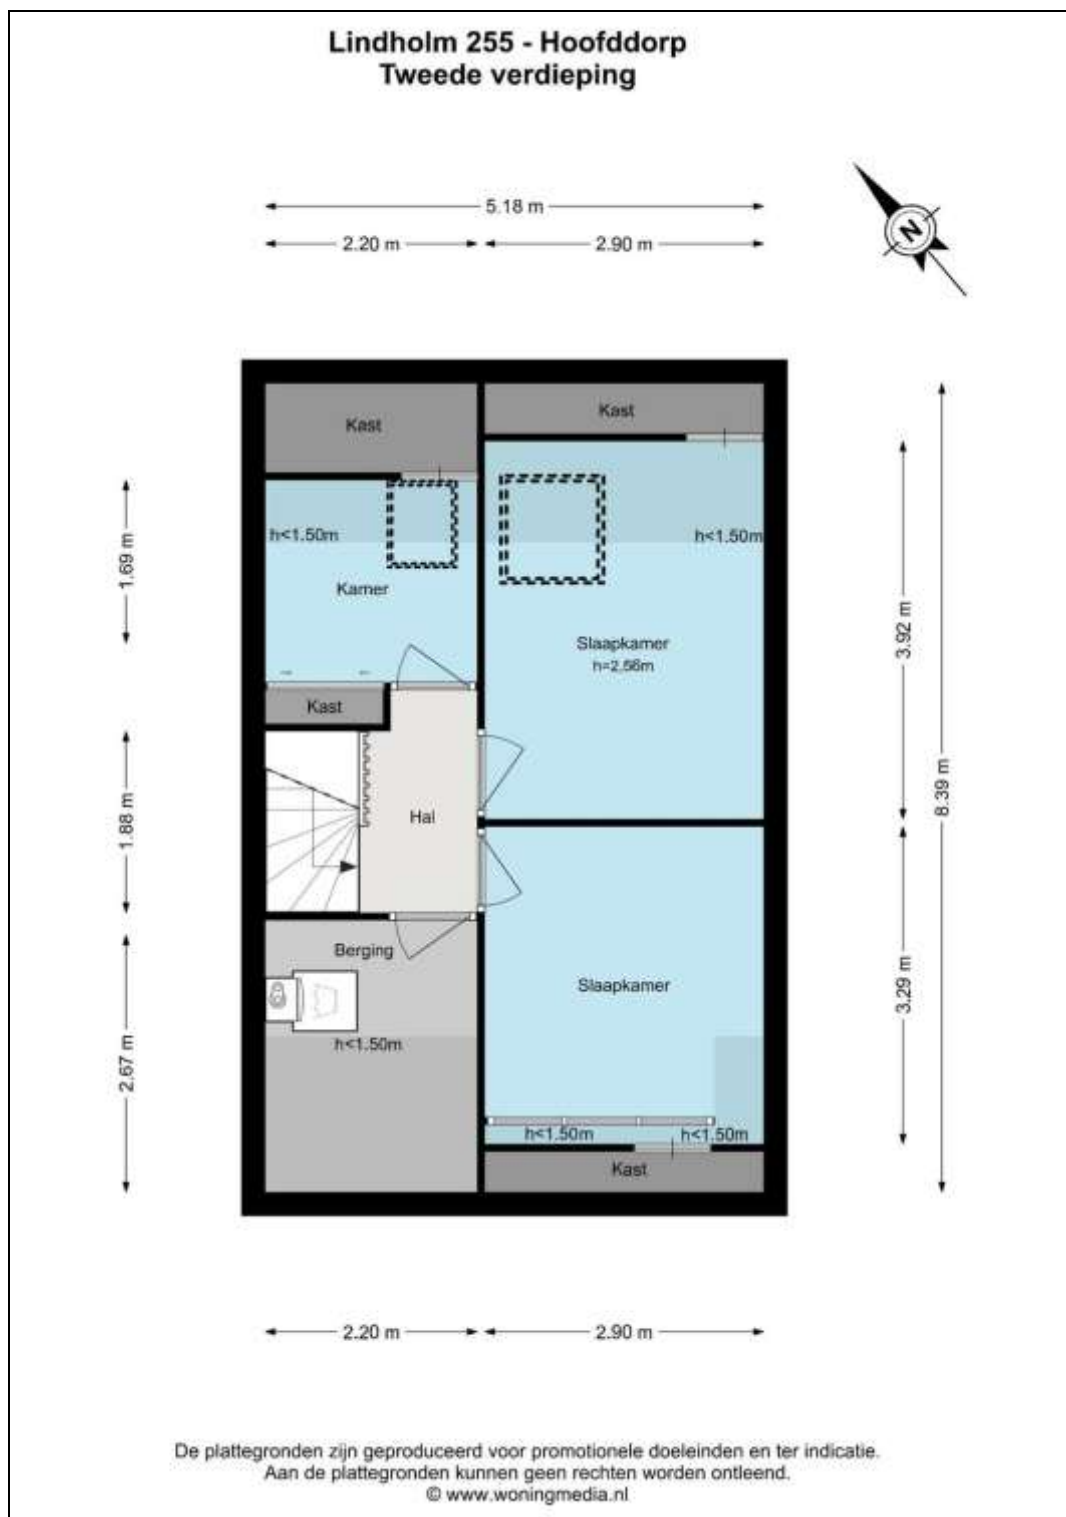 Lindholm 255 - Hoofddorp
Tweede verdieping
N
5.18 m
2.20 m
2.90 m
Kast
Kast
h<1.50m
h<1.50m
1.69 m
Kamer
3.92 m
Slaapkamer
h=2.56m
Kast
8.39 m
1.88 m
Hal
Berging
3.29 m
Slaapkamer
h<1.50m
2.67 m
h<1.50m
h<1.50m
Kast
2.20 m
2.90 m
De plattegronden zijn geproduceerd voor promotionele doeleinden en ter indicatie.
Aan de plattegronden kunnen geen rechten worden ontleend.
© www.woningmedia.nl